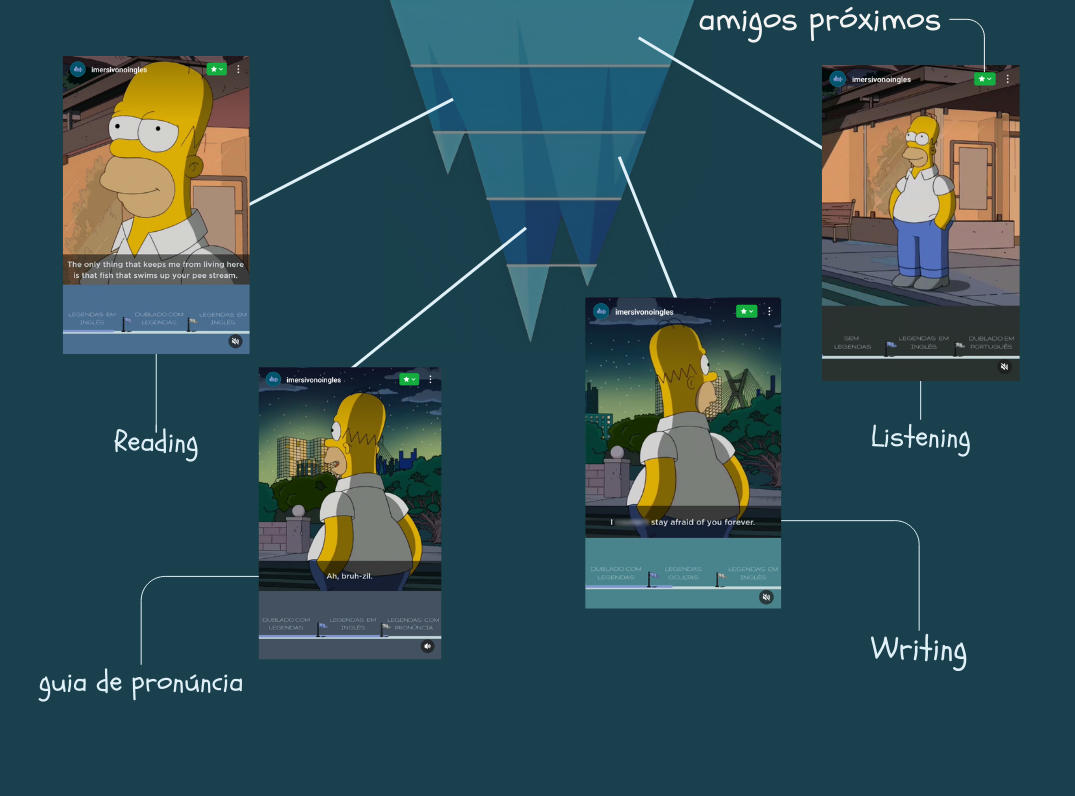 amigos próximos
imersivonoingles
The only thing that keeps me from living here
is that fish that swims up your pee stream.
LEGENDAS EM
INGLÊS
DUBLADO COM
LEGENDAS
LEGENDAS EM
INGLÊS
Reading
imersivonoingles
Ah, bruh-zil.
DUBLADO COM
LEGENDAS
LEGENDAS EM
INGLÊS
LEGENDAS COM
PRONÚNCIA
guia de pronúncia
imersivonoingles
I stay afraid of you forever.
DUBLADO COM
LEGENDAS
LEGENDAS
OCULTAS
LEGENDAS EM
INGLÊS
Writing
imersivonoingles
SEM
LEGENDAS
LEGENDAS EM
INGLÊS
DUBLADO EM
PORTUGUÊS
Listening